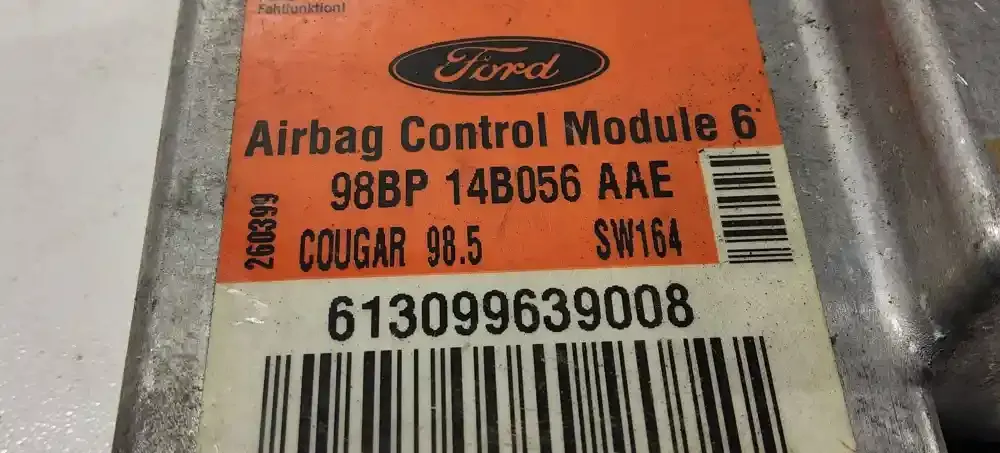 Fehlfunktion!
Ford
Airbag Control Module 6
98BP 14B056 AAE
260399
COUGAR 98.5 SW164
613099639008